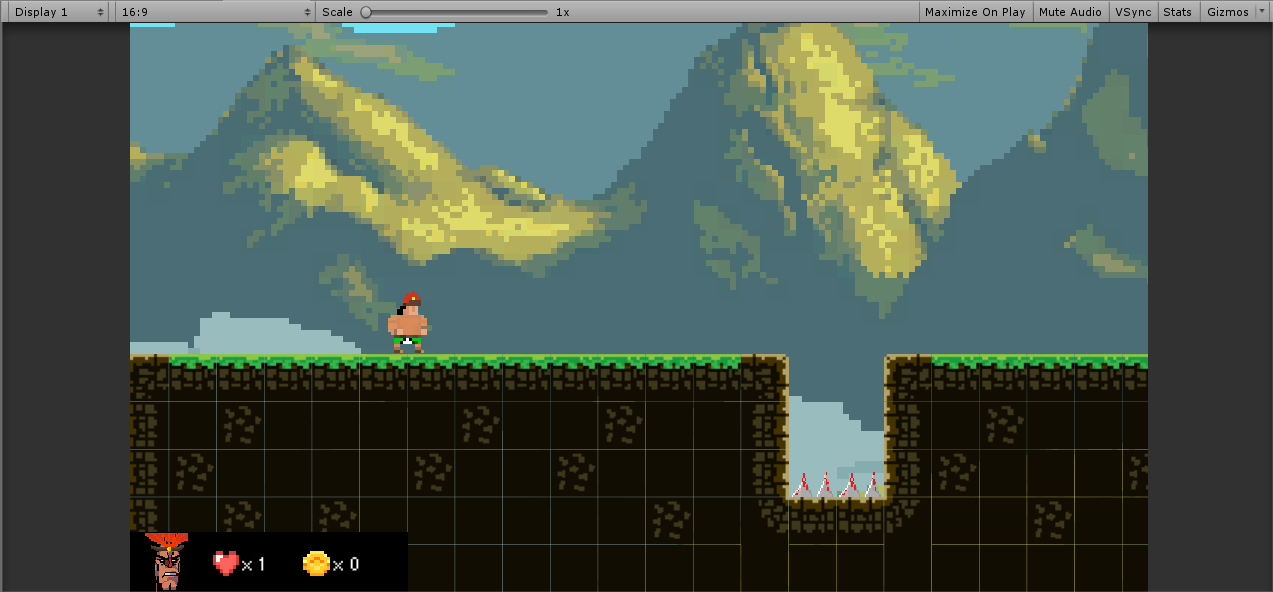 Display 1 16:9 Scale 1x Maximize On Play Mute Audio VSync Stats Gizmos
x 1 x 0